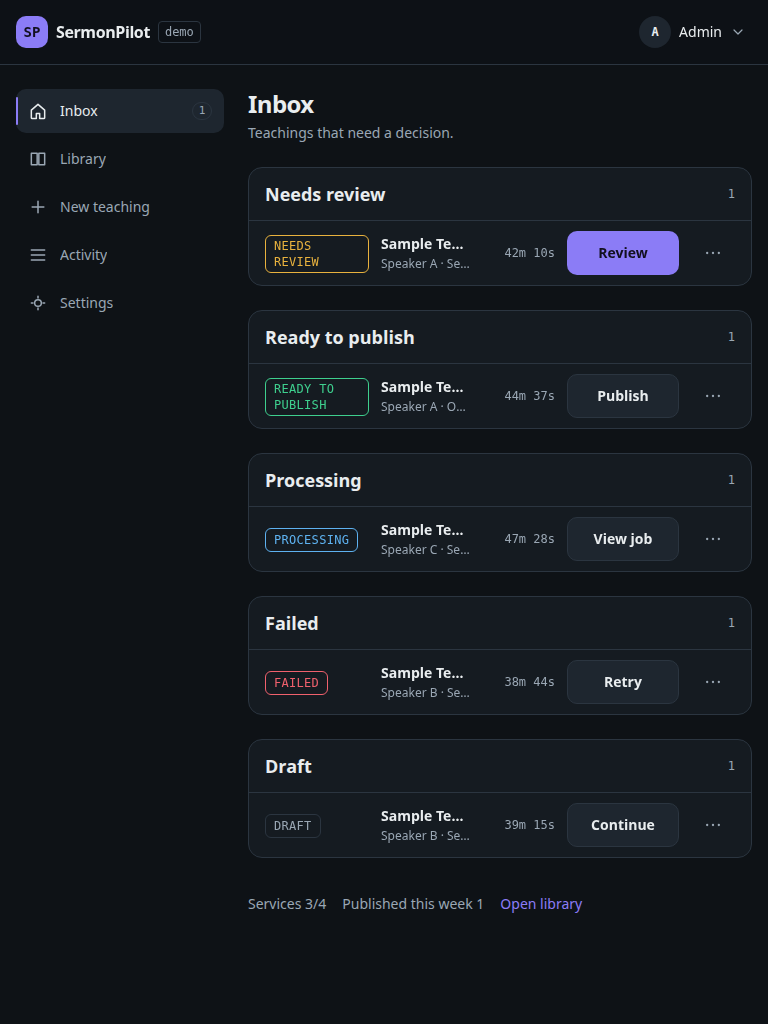 SP SermonPilot demo
A Admin
Inbox 1
Library
New teaching
Activity
Settings
Inbox
Teachings that need a decision.
Needs review 1
NEEDS REVIEW
Sample Te…
Speaker A · Se…
42m 10s
Review
···
Ready to publish 1
READY TO PUBLISH
Sample Te…
Speaker A · O…
44m 37s
Publish
···
Processing 1
PROCESSING
Sample Te…
Speaker C · Se…
47m 28s
View job
···
Failed 1
FAILED
Sample Te…
Speaker B · Se…
38m 44s
Retry
···
Draft 1
DRAFT
Sample Te…
Speaker B · Se…
39m 15s
Continue
···
Services 3/4 Published this week 1 Open library